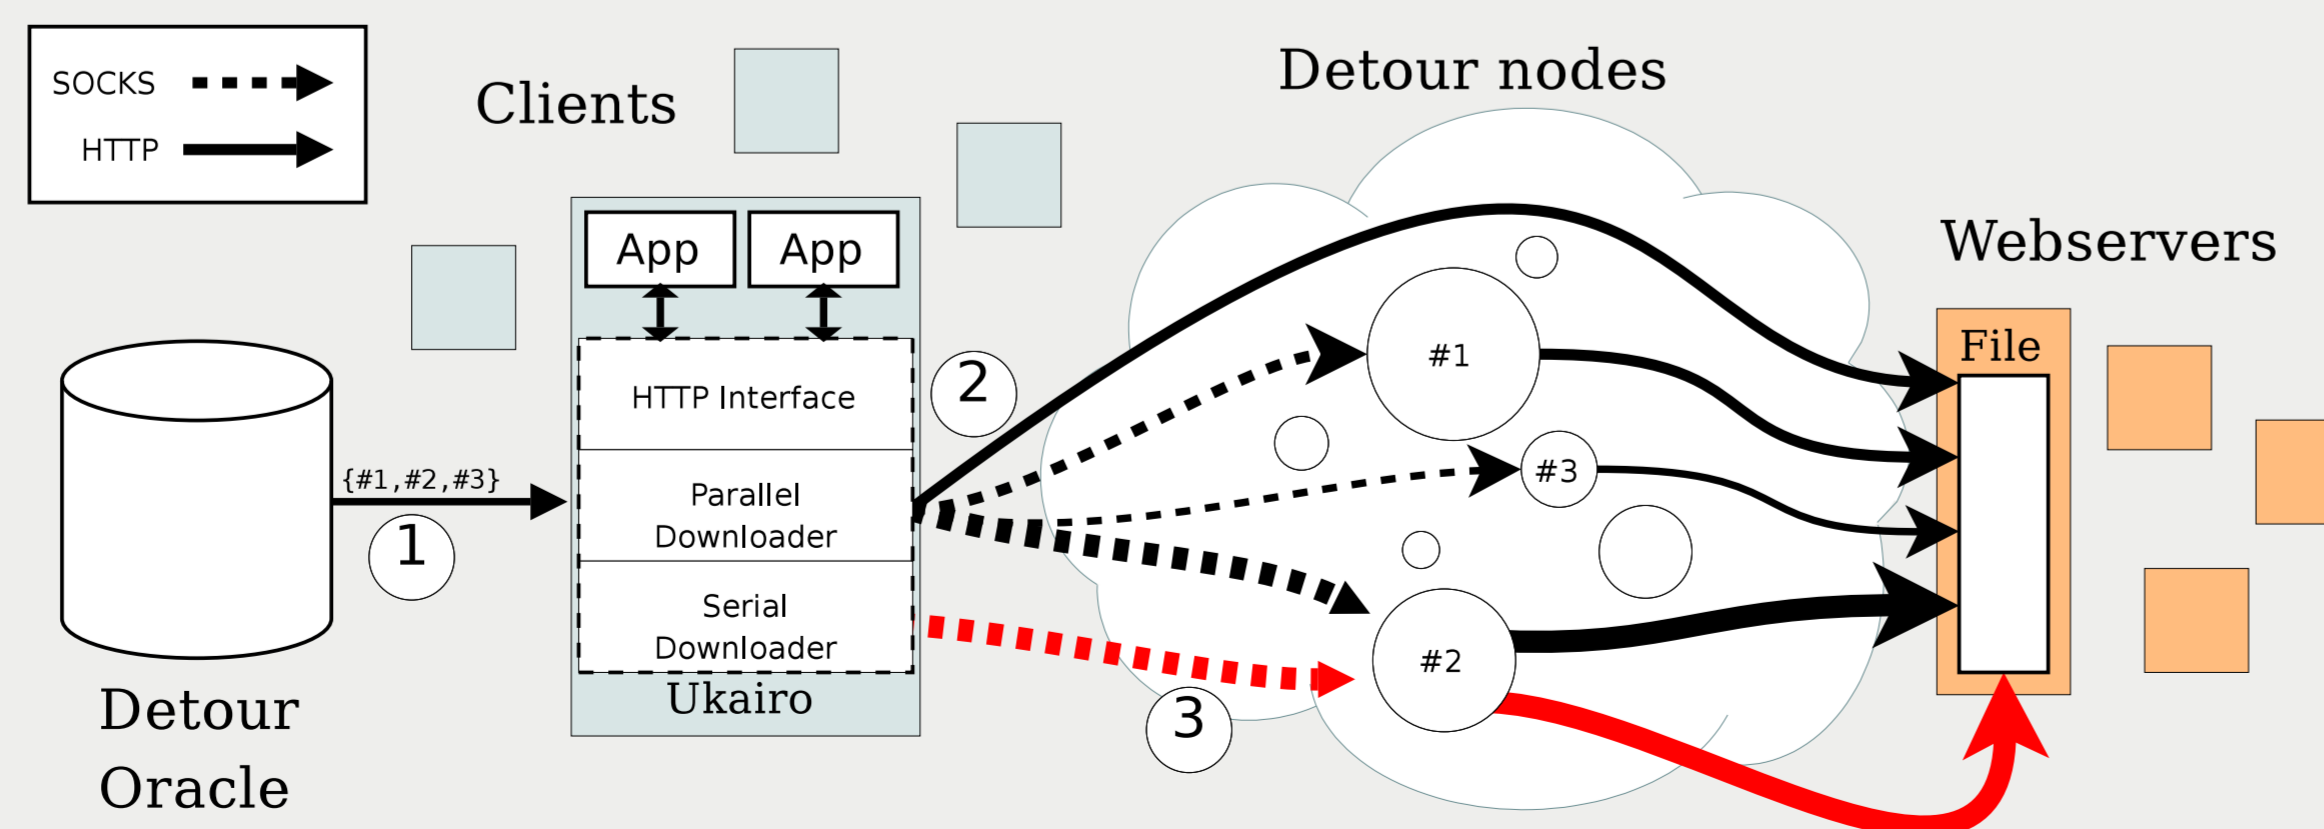 SOCKS
HTTP
Clients
Detour nodes
Webservers
App
App
File
HTTP Interface
2
#1
{#1,#2,#3}
1
Parallel
Downloader
#3
Serial
Downloader
#2
Ukairo
3
Detour
Oracle